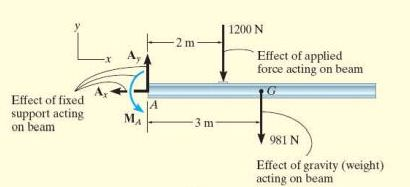 y
1200 N
2 m
x
A_y
Effect of applied
force acting on beam
A_x
G
Effect of fixed
support acting
on beam
A
M_A
3 m
981 N
Effect of gravity (weight)
acting on beam